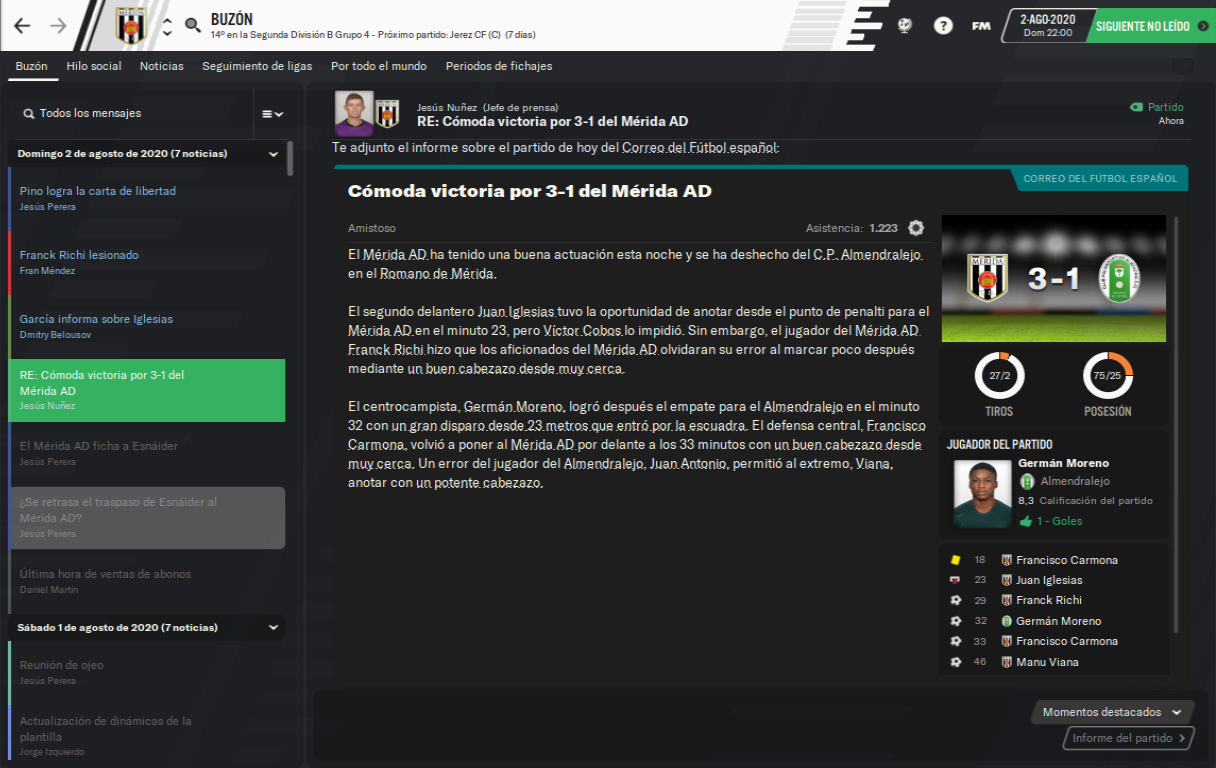 BUZÓN
14º en la Segunda División B Grupo 4 - Próximo partido: Jerez CF (C) (7 días)
?
FM
2-AGO-2020
Dom 22:00
SIGUIENTE NO LEÍDO
Buzón Hilo social Noticias Seguimiento de ligas Por todo el mundo Periodos de fichajes
Todos los mensajes
Domingo 2 de agosto de 2020 (7 noticias)
Pino logra la carta de libertad
Jesús Perera
Franck Richi lesionado
Fran Méndez
García informa sobre Iglesias
Dmitry Belousov
RE: Cómoda victoria por 3-1 del
Mérida AD
Jesús Nuñez
El Mérida AD ficha a Esnáider
Jesús Perera
¿Se retrasa el traspaso de Esnáider al
Mérida AD?
Jesús Perera
Última hora de ventas de abonos
Daniel Martín
Sábado 1 de agosto de 2020 (7 noticias)
Reunión de ojeo
Jesús Perera
Actualización de dinámicas de la
plantilla
Jorge Izquierdo
Jesús Nuñez (Jefe de prensa)
RE: Cómoda victoria por 3-1 del Mérida AD
Partido
Ahora
Te adjunto el informe sobre el partido de hoy del Correo del Fútbol español:
CORREO DEL FÚTBOL ESPAÑOL
Cómoda victoria por 3-1 del Mérida AD
Amistoso Asistencia: 1.223
El Mérida AD ha tenido una buena actuación esta noche y se ha deshecho del C.P. Almendralejo
en el Romano de Mérida.
El segundo delantero Juan Iglesias tuvo la oportunidad de anotar desde el punto de penalti para el
Mérida AD en el minuto 23, pero Víctor Cobos lo impidió. Sin embargo, el jugador del Mérida AD
Franck Richi hizo que los aficionados del Mérida AD olvidaran su error al marcar poco después
mediante un buen cabezazo desde muy cerca.
El centrocampista, Germán Moreno, logró después el empate para el Almendralejo en el minuto
32 con un gran disparo desde 23 metros que entró por la escuadra. El defensa central, Francisco
Carmona, volvió a poner al Mérida AD por delante a los 33 minutos con un buen cabezazo desde
muy cerca. Un error del jugador del Almendralejo, Juan Antonio, permitió al extremo, Viana,
anotar con un potente cabezazo.
MÉRIDA
3-1
27/2
75/25
TIROS
POSESIÓN
JUGADOR DEL PARTIDO
Germán Moreno
Almendralejo
8,3 Calificación del partido
1 - Goles
18 Francisco Carmona
23 Juan Iglesias
29 Franck Richi
32 Germán Moreno
33 Francisco Carmona
46 Manu Viana
Momentos destacados
Informe del partido